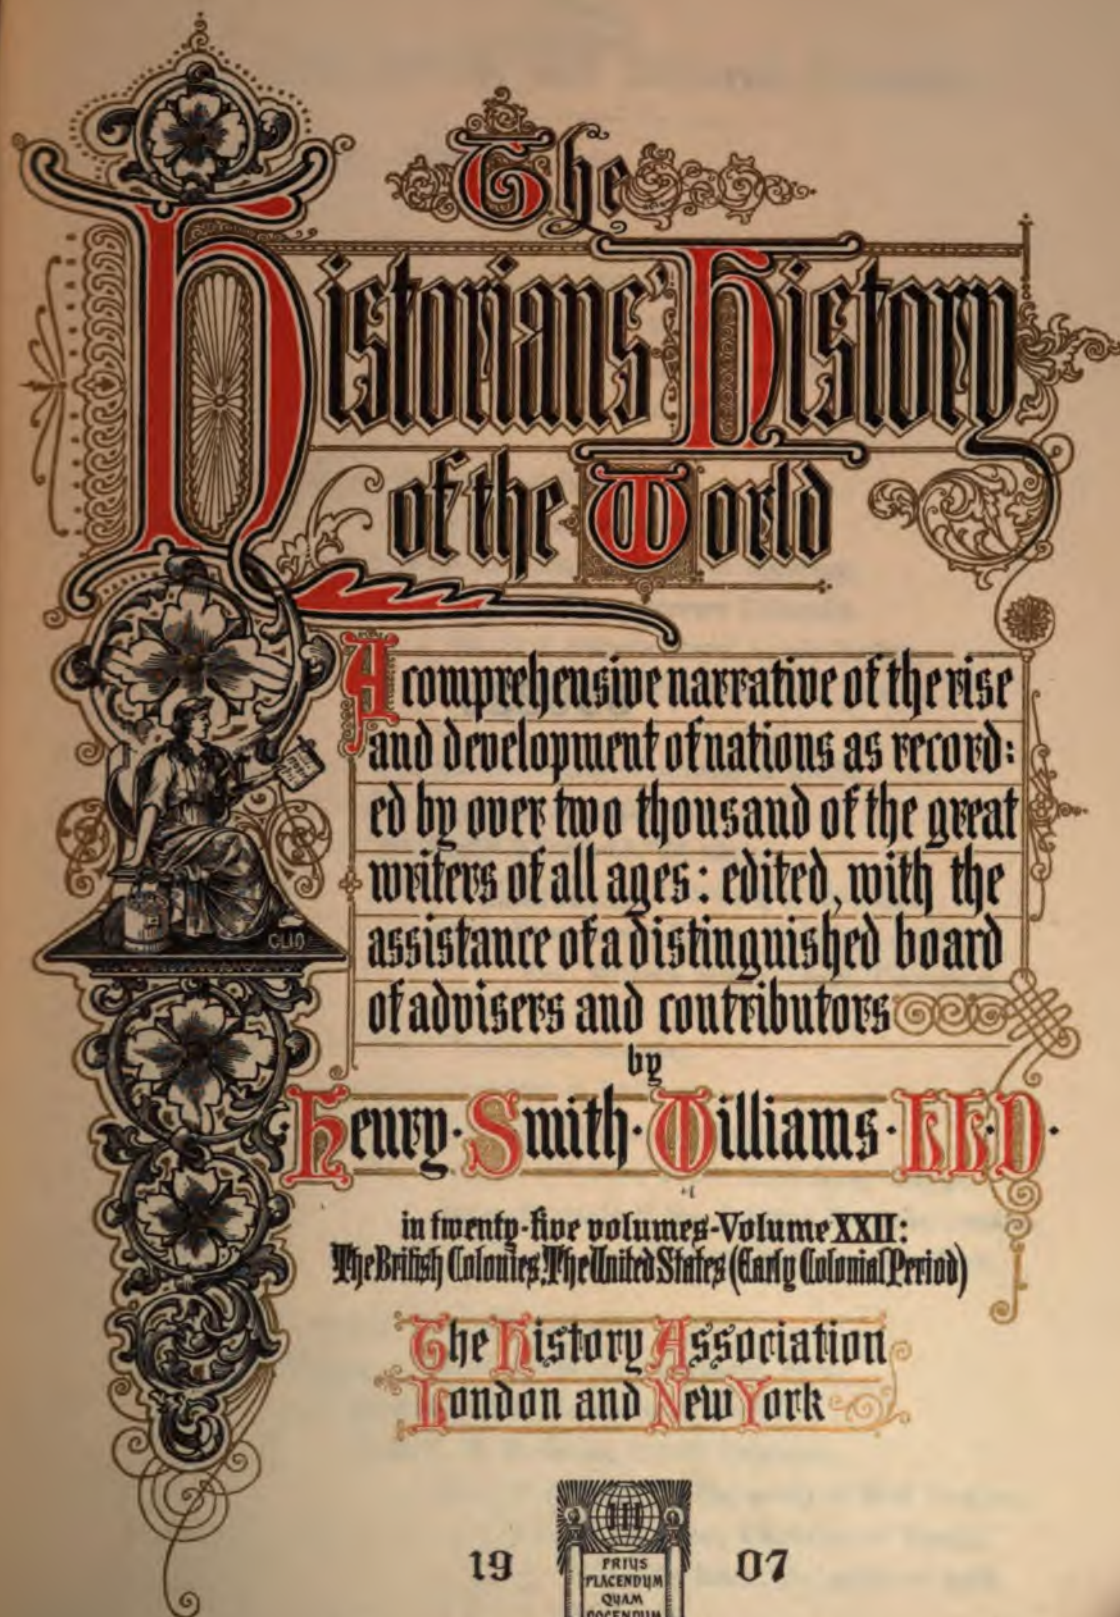 The
Historians' History
of the World
A comprehensive narrative of the rise
and development of nations as record:
ed by over two thousand of the great
writers of all ages: edited, with the
assistance of a distinguished board
of advisers and contributors
by
Henry·Smith·Williams·LL.D·
in twenty-five volumes-Volume XXII:
The British Colonies, The United States (Early Colonial Period)
The History Association
London and New York
19 07
CLIO
PRIUS
PLACENDUM
QUAM
DOCENDUM